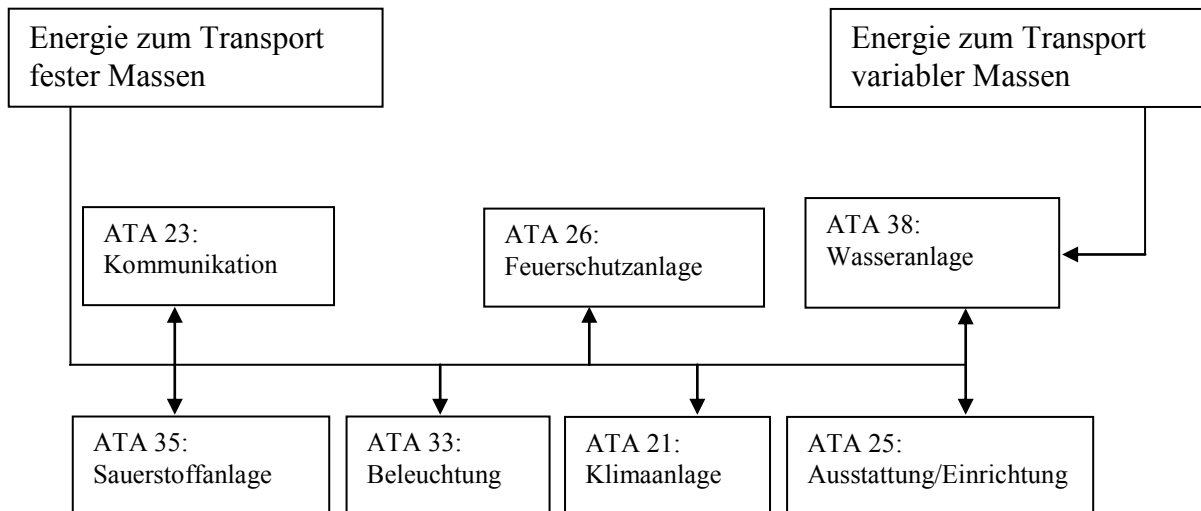 Energie zum Transport
fester Massen
Energie zum Transport
variabler Massen
ATA 23:
Kommunikation
ATA 26:
Feuerschutzanlage
ATA 38:
Wasseranlage
ATA 35:
Sauerstoffanlage
ATA 33:
Beleuchtung
ATA 21:
Klimaanlage
ATA 25:
Ausstattung/Einrichtung